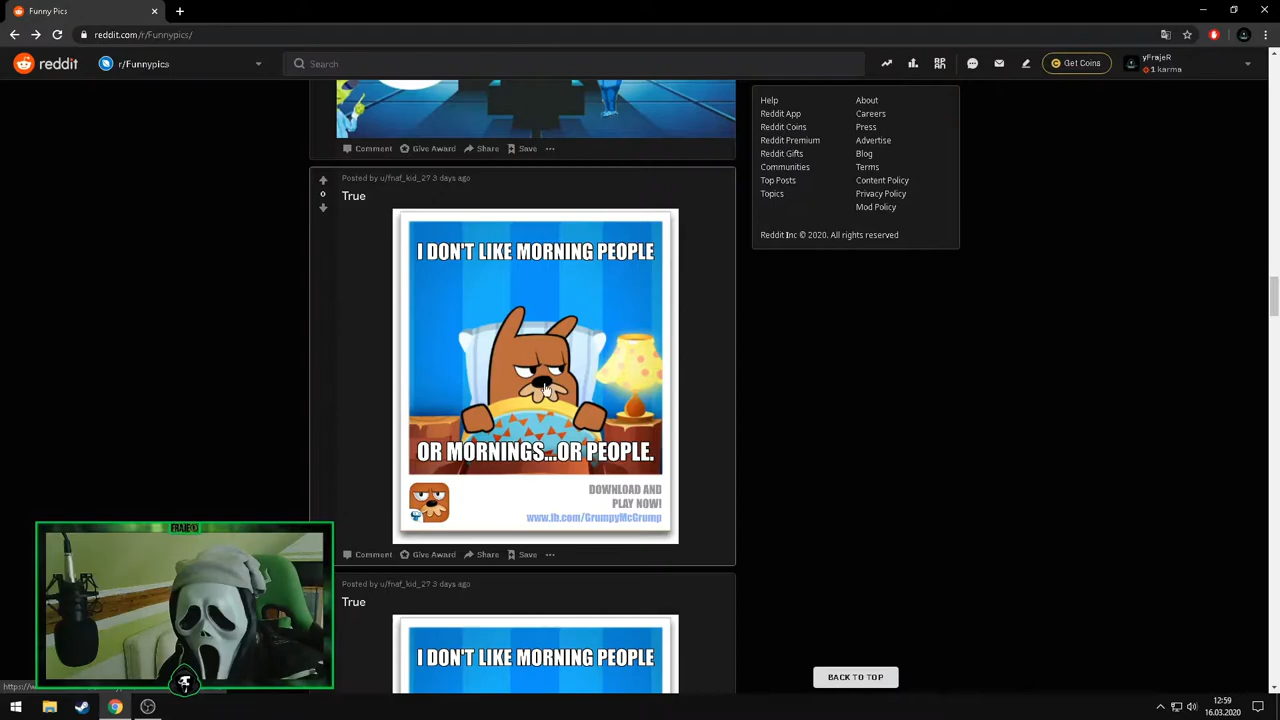 Funny Pics
reddit.com/r/Funnypics/
reddit
r/Funnypics
Search
Get Coins
yFrajeR
1 karma
Comment
Give Award
Share
Save
Help
About
Reddit App
Careers
Reddit Coins
Press
Reddit Premium
Advertise
Reddit Gifts
Blog
Communities
Terms
Top Posts
Content Policy
Topics
Privacy Policy
Mod Policy
Reddit Inc © 2020. All rights reserved
Posted by u/fnaf_kid_27 3 days ago
0
True
I DON'T LIKE MORNING PEOPLE
OR MORNINGS...OR PEOPLE.
DOWNLOAD AND
PLAY NOW!
www.fb.com/GrumpyMcGrump
Comment
Give Award
Share
Save
Posted by u/fnaf_kid_27 3 days ago
True
I DON'T LIKE MORNING PEOPLE
BACK TO TOP
12:59
16.03.2020